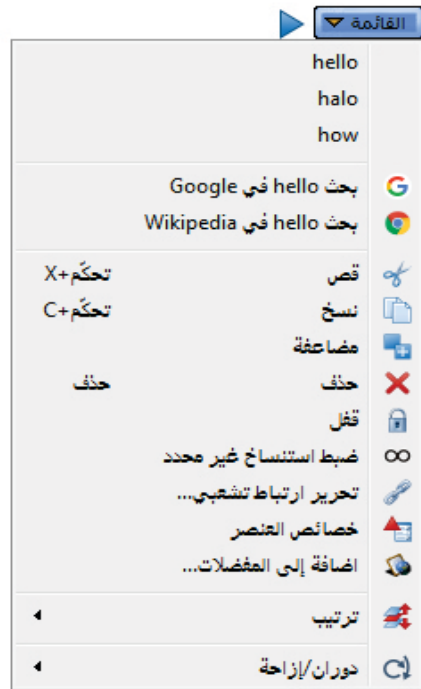 القائمة
hello
halo
how
بحث hello في Google
بحث hello في Wikipedia
قص تحكّم+X
نسخ تحكّم+C
مضاعفة
حذف حذف
قفل
ضبط استنساخ غير محدد
تحرير ارتباط تشعبي...
خصائص العنصر
اضافة إلى المفضلات...
ترتيب
دوران/إزاحة